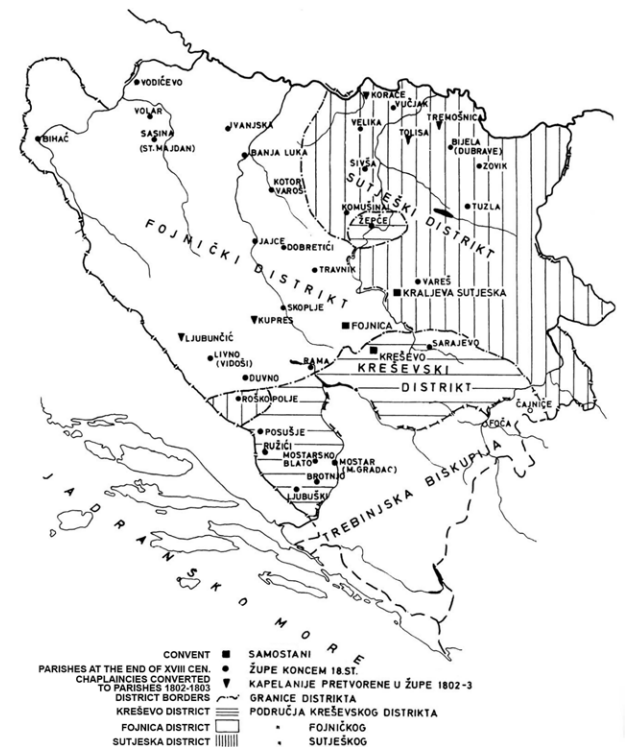 KORAĆE
VUČJAK
VODIČEVO
VOLAR
VELIKA
TREMOŠNICA
TOLISA
IVANJSKA
SASINA
(ST. MAJDAN)
BIHAĆ
BIJELA
(DUBRAVE)
BANJA LUKA
ZOVIK
SIVŠA
KOTOR
VAROŠ
SUTJEŠKI DISTRIKT
KOMUŠINA
TUZLA
ŽEPČE
FOJNIČKI DISTRIKT
JAJCE
DOBRETIĆI
TRAVNIK
VAREŠ
KRALJEVA SUTJESKA
SKOPLJE
KUPRES
FOJNICA
LJUBUNČIĆ
SARAJEVO
LIVNO
(VIDOŠI)
KREŠEVO
RAMA
KREŠEVSKI
DISTRIKT
DUVNO
ROŠKO POLJE
ČAJNIČE
FOČA
POSUŠJE
RUŽIĆI
MOSTARSKO
BLATO
MOSTAR
(M.GRADAC)
BROTNJO
LJUBUŠKI
TREBINJSKA BISKUPIJA
JADRANSKO MORE
CONVENT SAMOSTANI
PARISHES AT THE END OF XVIII CEN. ŽUPE KONCEM 18.ST.
CHAPLAINCIES CONVERTED
TO PARISHES 1802-1803 KAPELANIJE PRETVORENE U ŽUPE 1802-3
DISTRICT BORDERS GRANICE DISTRIKTA
KREŠEVO DISTRICT PODRUČJA KREŠEVSKOG DISTRIKTA
FOJNICA DISTRICT " FOJNIČKOG
SUTJESKA DISTRICT " SUTJEŠKOG